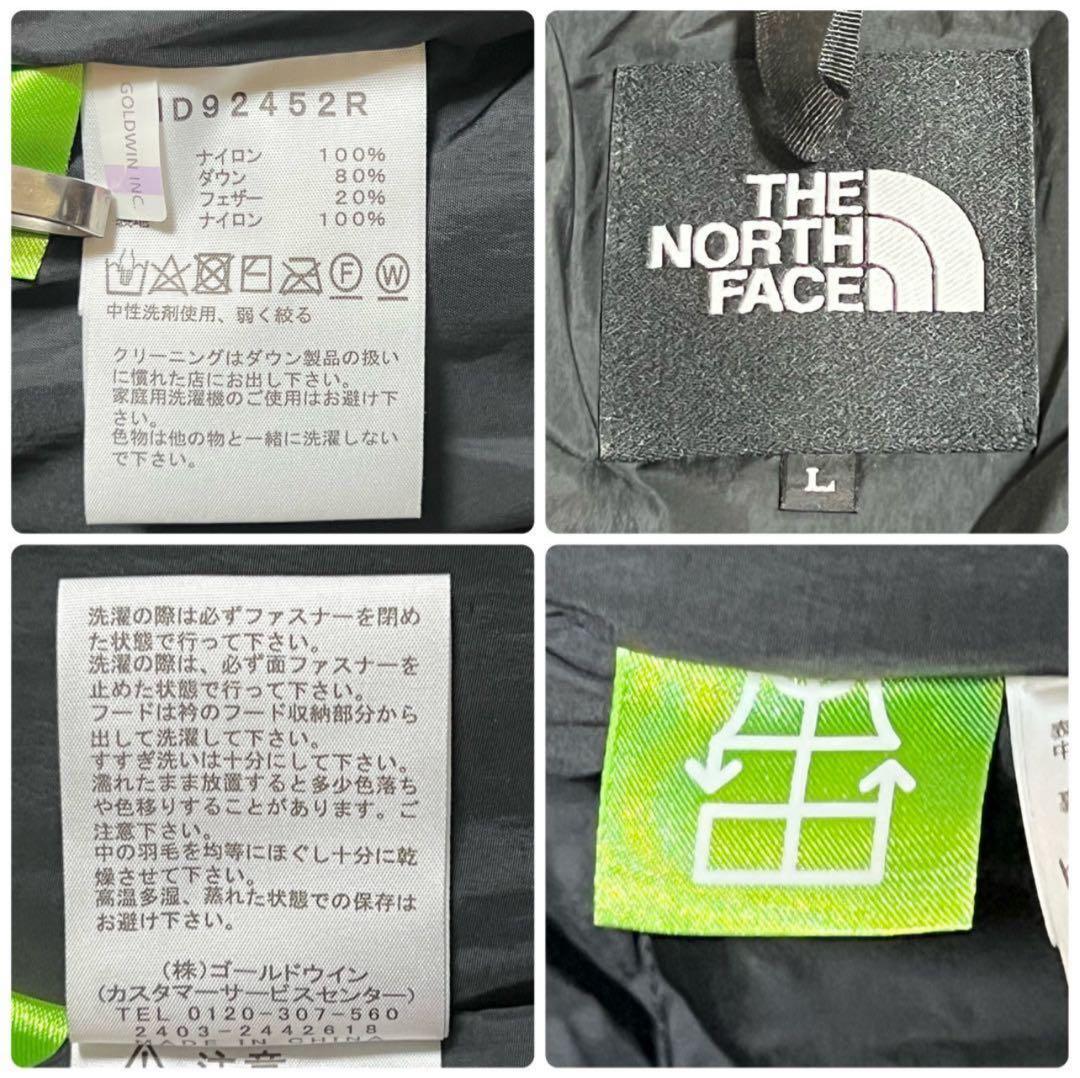 GOLDWIN INC.
D92452R
ナイロン 100%
ダウン 80%
フェザー 20%
ナイロン 100%
F W
中性洗剤使用、弱く絞る
クリーニングはダウン製品の扱い
に慣れた店にお出し下さい。
家庭用洗濯機のご使用はお避け下
さい。
色物は他の物と一緒に洗濯しない
で下さい。
THE
NORTH
FACE
L
洗濯の際は必ずファスナーを閉め
た状態で行って下さい。
洗濯の際は、必ず面ファスナーを
止めた状態で行って下さい。
フードは衿のフード収納部分から
出して洗濯して下さい。
すすぎ洗いは十分にして下さい。
濡れたまま放置すると多少色落ち
や色移りすることがあります。ご
注意下さい。
中の羽毛を均等にほぐし十分に乾
燥させて下さい。
高温多湿、蒸れた状態での保存は
お避け下さい。
(株)ゴールドウイン
(カスタマーサービスセンター)
TEL 0120-307-560
2403-2442618
MADE IN CHINA
注意
中